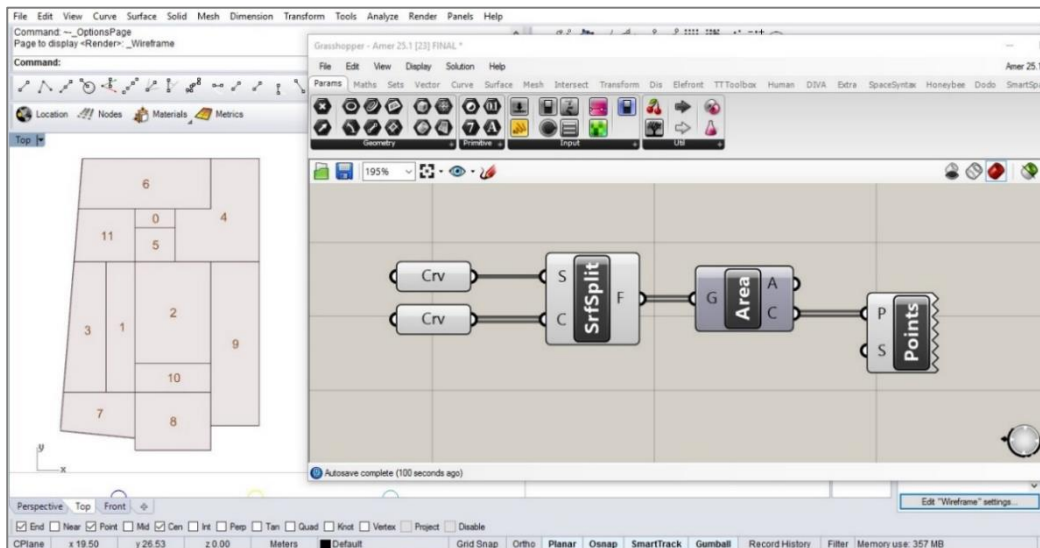 File Edit View Curve Surface Solid Mesh Dimension Transform Tools Analyze Render Panels Help
Command: ~-_OptionsPage
Page to display <Render>: _Wireframe
Command:
Location Nodes Materials Metrics
Top
Grasshopper - Amer 25.1 [23] FINAL *
File Edit View Display Solution Help
Amer 25.1
Params Maths Sets Vector Curve Surface Mesh Intersect Transform Dis Elefront TTToolbox Human DIVA Extra SpaceSyntax Honeybee Dodo SmartSpa
Geometry Primitive Input Util
195%
6
0
4
11
5
2
3
1
9
10
7
8
y
x
Crv
Crv
S
C
SrfSplit
F
G
Area
A
C
P
S
Points
Autosave complete (100 seconds ago)
Edit "Wireframe" settings...
Perspective Top Front
End Near Point Mid Cen Int Perp Tan Quad Knot Vertex Project Disable
CPlane x 19.50 y 26.53 z 0.00 Meters Default Grid Snap Ortho Planar Osnap SmartTrack Gumball Record History Filter Memory use: 357 MB